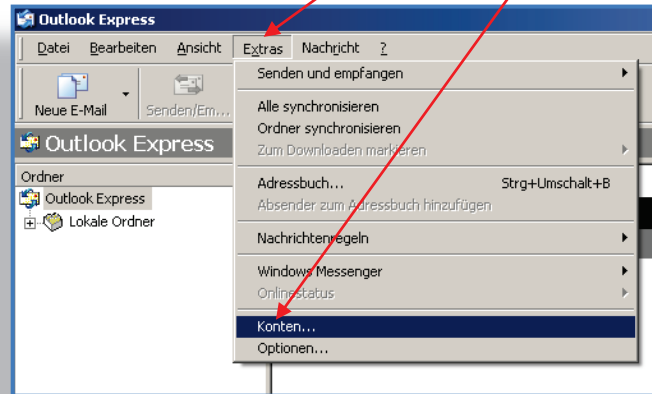 Outlook Express
Datei Bearbeiten Ansicht Extras Nachricht ?
Neue E-Mail Senden/Em...
Outlook Express
Ordner
Outlook Express
Lokale Ordner
Senden und empfangen
Alle synchronisieren
Ordner synchronisieren
Zum Downloaden markieren
Adressbuch... Strg+Umschalt+B
Absender zum Adressbuch hinzufügen
Nachrichtenregeln
Windows Messenger
Onlinestatus
Konten...
Optionen...